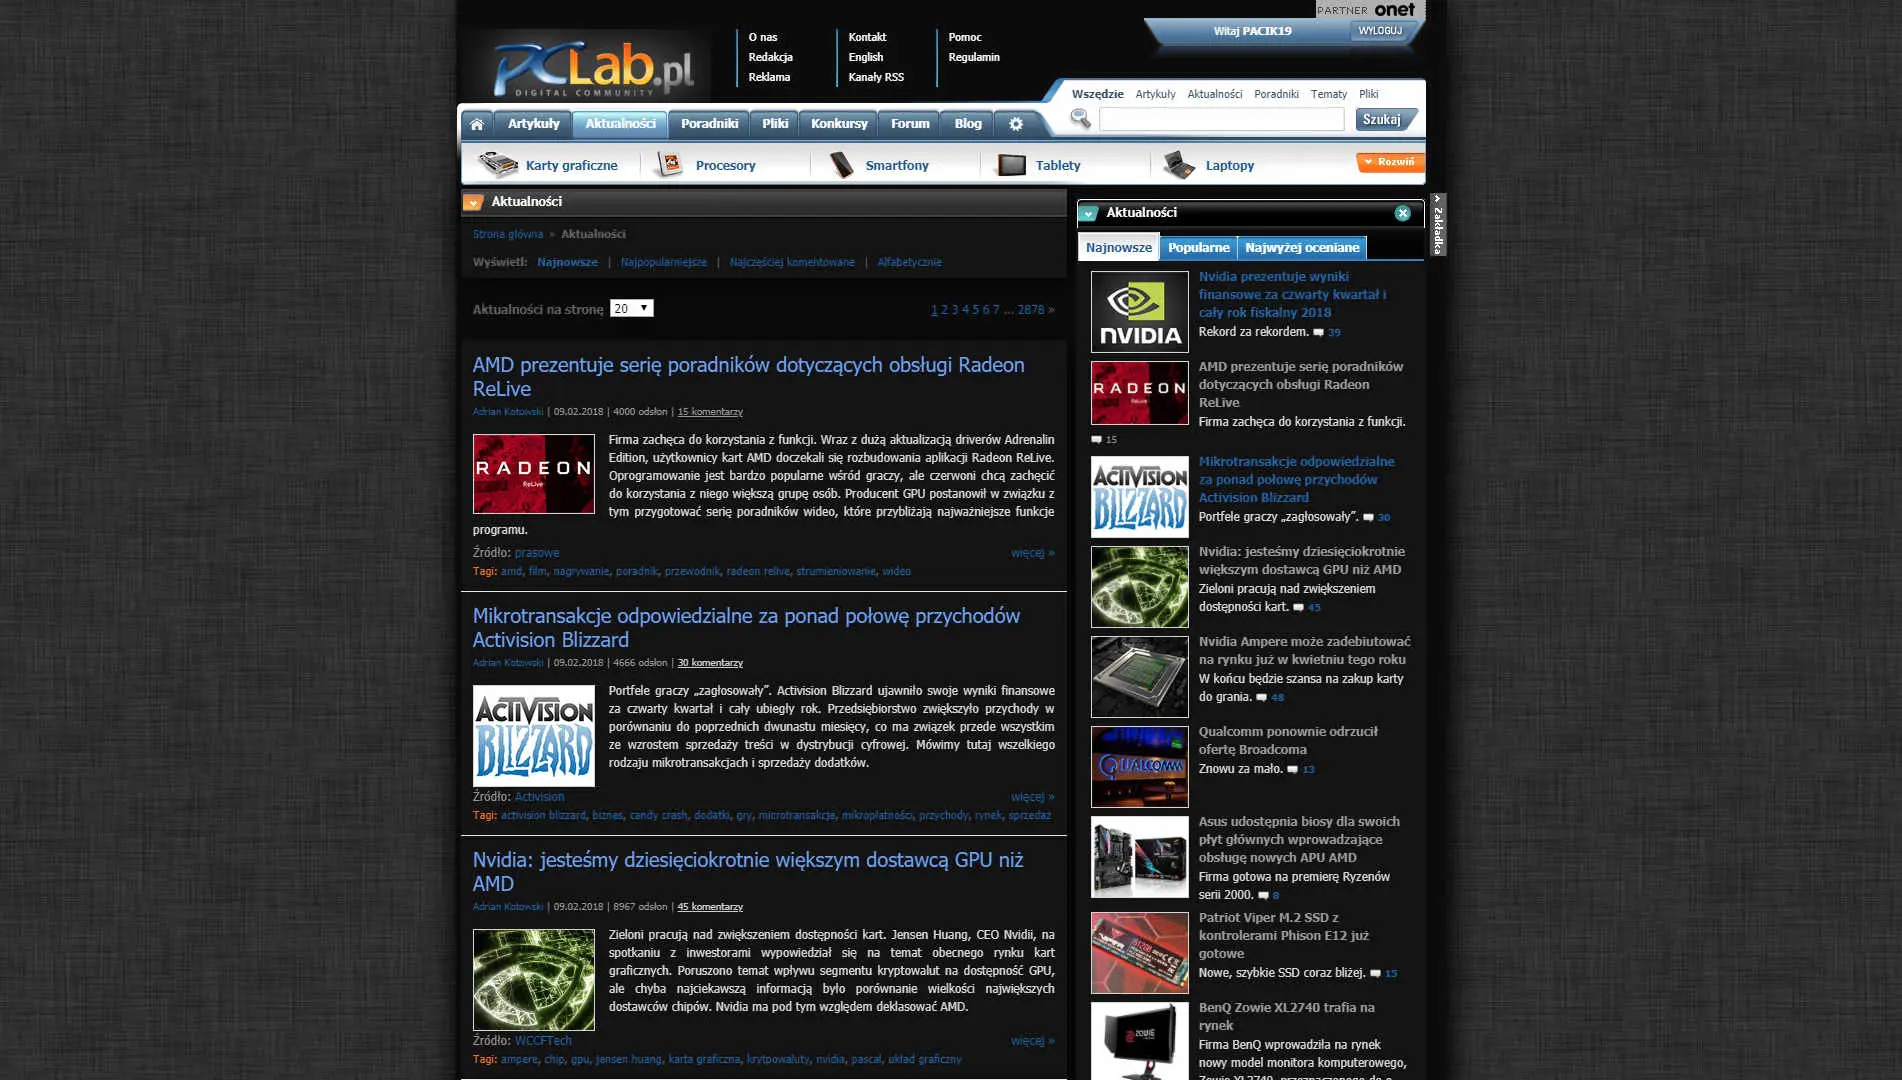 PARTNER onet
Witaj PACIK19
WYLOGUJ
PCLab.pl
DIGITAL COMMUNITY
O nas
Redakcja
Reklama
Kontakt
English
Kanały RSS
Pomoc
Regulamin
Wszędzie Artykuły Aktualności Poradniki Tematy Pliki
Szukaj
Artykuły Aktualności Poradniki Pliki Konkursy Forum Blog
Karty graficzne Procesory Smartfony Tablety Laptopy Rozwiń
Aktualności
Strona główna » Aktualności
Wyświetl: Najnowsze | Najpopularniejsze | Najczęściej komentowane | Alfabetycznie
Aktualności na stronę 20
1 2 3 4 5 6 7 ... 2878 »
AMD prezentuje serię poradników dotyczących obsługi Radeon
ReLive
Adrian Kotowski | 09.02.2018 | 4000 odsłon | 15 komentarzy
RADEON
ReLive
Firma zachęca do korzystania z funkcji. Wraz z dużą aktualizacją driverów Adrenalin
Edition, użytkownicy kart AMD doczekali się rozbudowania aplikacji Radeon ReLive.
Oprogramowanie jest bardzo popularne wśród graczy, ale czerwoni chcą zachęcić
do korzystania z niego większą grupę osób. Producent GPU postanowił w związku z
tym przygotować serię poradników wideo, które przybliżają najważniejsze funkcje
programu.
Źródło: prasowe
więcej »
Tagi: amd, film, nagrywanie, poradnik, przewodnik, radeon relive, strumieniowanie, wideo
Mikrotransakcje odpowiedzialne za ponad połowę przychodów
Activision Blizzard
Adrian Kotowski | 09.02.2018 | 4666 odsłon | 30 komentarzy
ACTIVISION
BLIZZARD
Portfele graczy „zagłosowały”. Activision Blizzard ujawniło swoje wyniki finansowe
za czwarty kwartał i cały ubiegły rok. Przedsiębiorstwo zwiększyło przychody w
porównaniu do poprzednich dwunastu miesięcy, co ma związek przede wszystkim
ze wzrostem sprzedaży treści w dystrybucji cyfrowej. Mówimy tutaj wszelkiego
rodzaju mikrotransakcjach i sprzedaży dodatków.
Źródło: Activision
więcej »
Tagi: activision blizzard, biznes, candy crash, dodatki, gry, microtransakcje, mikropłatności, przychody, rynek, sprzedaż
Nvidia: jesteśmy dziesięciokrotnie większym dostawcą GPU niż
AMD
Adrian Kotowski | 09.02.2018 | 8967 odsłon | 45 komentarzy
Zieloni pracują nad zwiększeniem dostępności kart. Jensen Huang, CEO Nvidii, na
spotkaniu z inwestorami wypowiedział się na temat obecnego rynku kart
graficznych. Poruszono temat wpływu segmentu kryptowalut na dostępność GPU,
ale chyba najciekawszą informacją było porównanie wielkości największych
dostawców chipów. Nvidia ma pod tym względem deklasować AMD.
Źródło: WCCFTech
więcej »
Tagi: ampere, chip, gpu, jensen huang, karta graficzna, krytpowaluty, nvidia, pascal, układ graficzny
Aktualności
Zakładka
Najnowsze Popularne Najwyżej oceniane
NVIDIA
Nvidia prezentuje wyniki
finansowe za czwarty kwartał i
cały rok fiskalny 2018
Rekord za rekordem. 39
RADEON
ReLive
AMD prezentuje serię poradników
dotyczących obsługi Radeon
ReLive
Firma zachęca do korzystania z funkcji.
15
ACTIVISION
BLIZZARD
Mikrotransakcje odpowiedzialne
za ponad połowę przychodów
Activision Blizzard
Portfele graczy „zagłosowały”. 30
Nvidia: jesteśmy dziesięciokrotnie
większym dostawcą GPU niż AMD
Zieloni pracują nad zwiększeniem
dostępności kart. 45
Nvidia Ampere może zadebiutować
na rynku już w kwietniu tego roku
W końcu będzie szansa na zakup karty
do grania. 48
QUALCOMM
Qualcomm ponownie odrzucił
ofertę Broadcoma
Znowu za mało. 13
Asus udostępnia biosy dla swoich
płyt głównych wprowadzające
obsługę nowych APU AMD
Firma gotowa na premierę Ryzenów
serii 2000. 8
Patriot Viper M.2 SSD z
kontrolerami Phison E12 już
gotowe
Nowe, szybkie SSD coraz bliżej. 15
ZOWIE
BenQ Zowie XL2740 trafia na
rynek
Firma BenQ wprowadziła na rynek
nowy model monitora komputerowego,
Zowie XL2740, przeznaczonego do e-